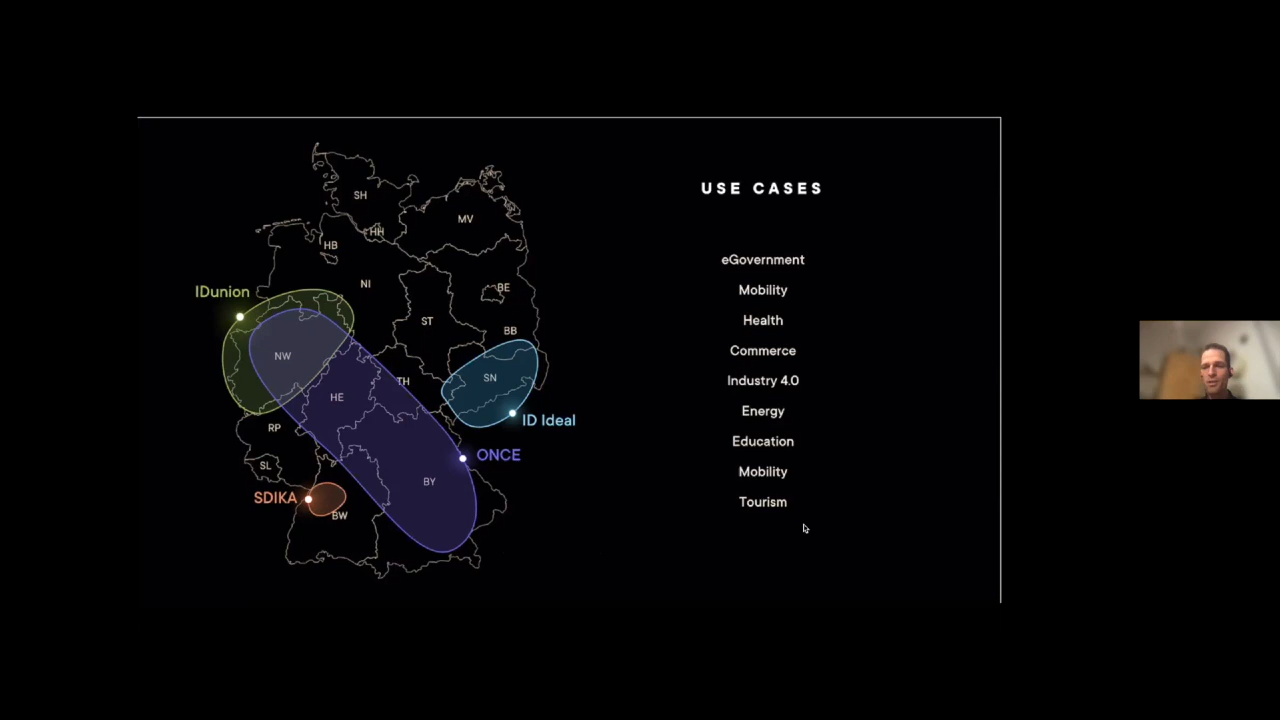 SH
MV
HH
HB
NI
BE
IDunion
ST
BB
NW
SN
TH
HE
ID Ideal
RP
ONCE
SL
BY
SDIKA
BW
USE CASES
eGovernment
Mobility
Health
Commerce
Industry 4.0
Energy
Education
Mobility
Tourism